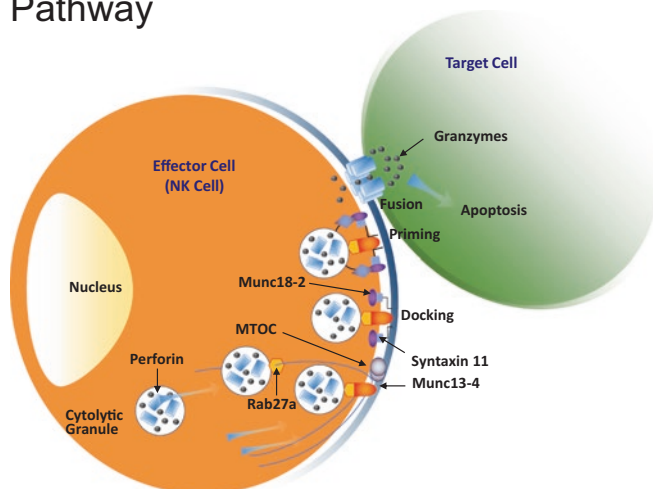 Pathway
Target Cell
Granzymes
Effector Cell
(NK Cell)
Fusion
Apoptosis
Priming
Munc18-2
Nucleus
Docking
MTOC
Syntaxin 11
Perforin
Munc13-4
Rab27a
Cytolytic
Granule